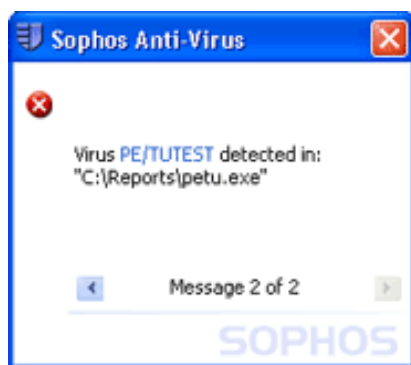 Sophos Anti-Virus
Virus PE/TUTEST detected in:
"C:\Reports\petu.exe"
Message 2 of 2
SOPHOS